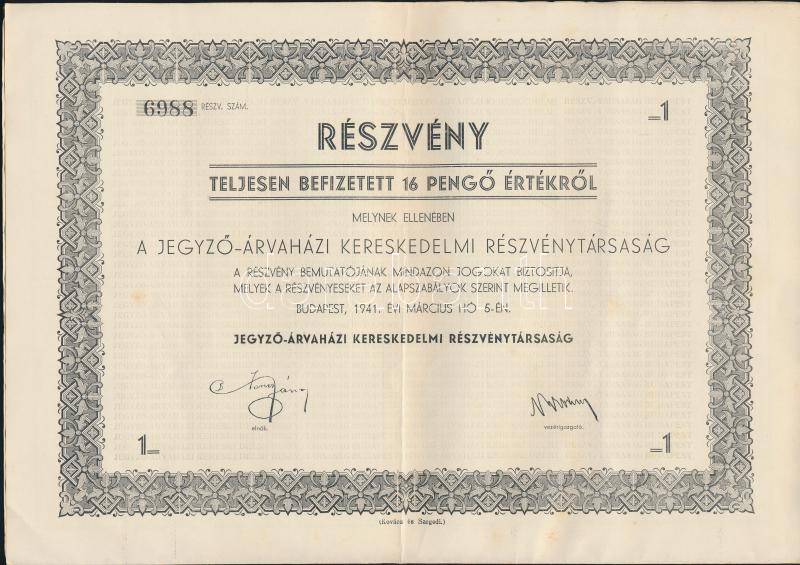 6988 RÉSZV. SZÁM.
1
RÉSZVÉNY
TELJESEN BEFIZETETT 16 PENGŐ ÉRTÉKRŐL
MELYNEK ELLENÉBEN
A JEGYZŐ-ÁRVAHÁZI KERESKEDELMI RÉSZVÉNYTÁRSASÁG
A RÉSZVÉNY BEMUTATÓJÁNAK MINDAZON JOGOKAT BIZTOSITJA,
MELYEK A RÉSZVÉNYESEKET AZ ALAPSZABÁLYOK SZERINT MEGILLETIK.
BUDAPEST, 1941. ÉVI MÁRCIUS HÓ 5-ÉN.
JEGYZŐ-ÁRVAHÁZI KERESKEDELMI RÉSZVÉNYTÁRSASÁG
elnök.
vezérigazgató.
1
1
(Kovács és Szegedi.)